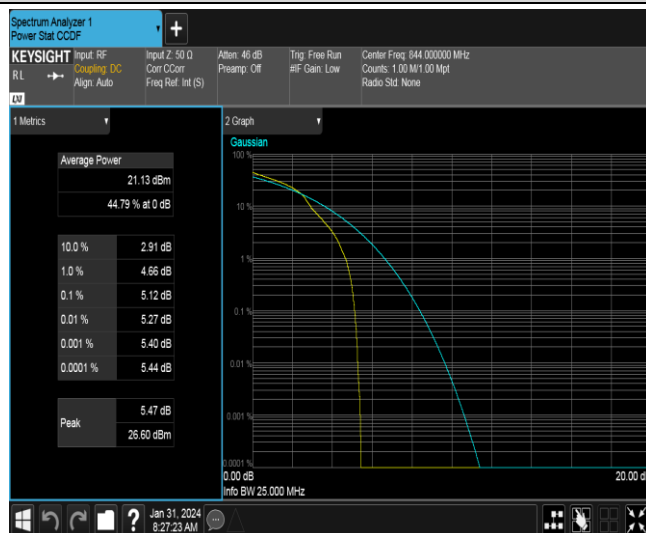 Spectrum Analyzer 1
Power Stat CCDF
+
KEYSIGHT
RL
LXI
Input: RF
Coupling: DC
Align: Auto
Input Z: 50 Ω
Corr CCorr
Freq Ref: Int (S)
Atten: 46 dB
Preamp: Off
Trig: Free Run
#IF Gain: Low
Center Freq: 844.000000 MHz
Counts: 1.00 M/1.00 Mpt
Radio Std: None
1 Metrics
Average Power
21.13 dBm
44.79 % at 0 dB
10.0 % 2.91 dB
1.0 % 4.66 dB
0.1 % 5.12 dB
0.01 % 5.27 dB
0.001 % 5.40 dB
0.0001 % 5.44 dB
Peak
5.47 dB
26.60 dBm
2 Graph
Gaussian
100 %
10 %
1 %
0.1 %
0.01 %
0.001 %
0.0001 %
0.00 dB 20.00 d
Info BW 25.000 MHz
?
Jan 31, 2024
8:27:23 AM